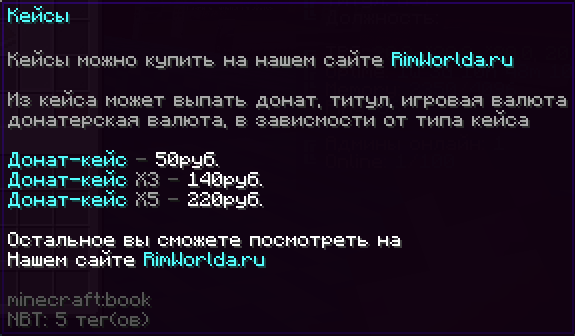 Кейсы
Кейсы можно купить на нашем сайте RimWorlda.ru
Из кейса может выпать донат, титул, игровая валюта
донатерская валюта, в зависмости от типа кейса
Донат-кейс - 50руб.
Донат-кейс X3 - 140руб.
Донат-кейс X5 - 220руб.
Остальное вы сможете посмотреть на
Нашем сайте RimWorlda.ru
minecraft:book
NBT: 5 тег(ов)